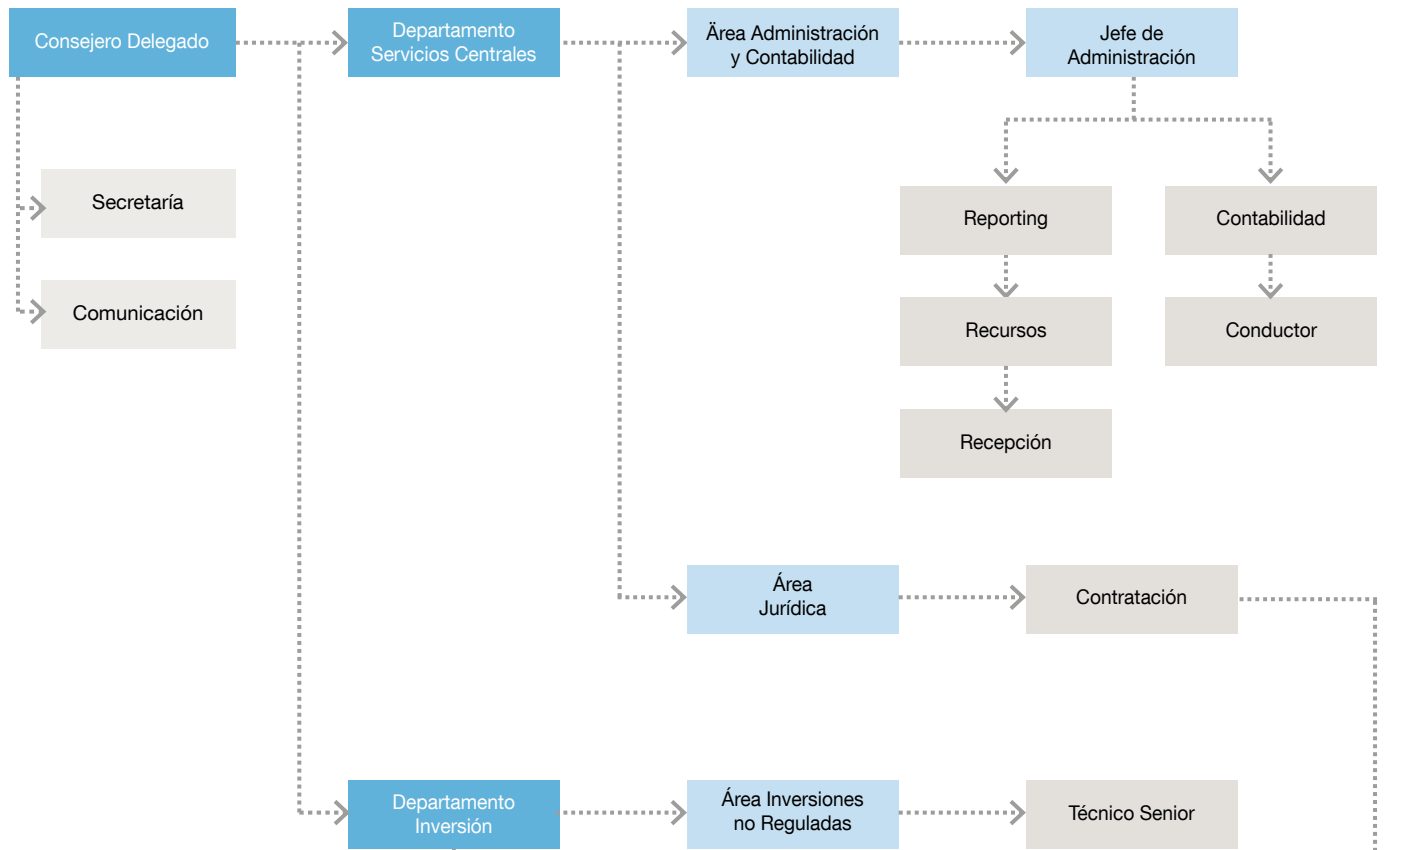 Consejero Delegado
Departamento
Servicios Centrales
Ärea Administración
y Contabilidad
Jefe de
Administración
Secretaría
Comunicación
Reporting
Contabilidad
Recursos
Conductor
Recepción
Área
Jurídica
Contratación
Departamento
Inversión
Área Inversiones
no Reguladas
Técnico Senior